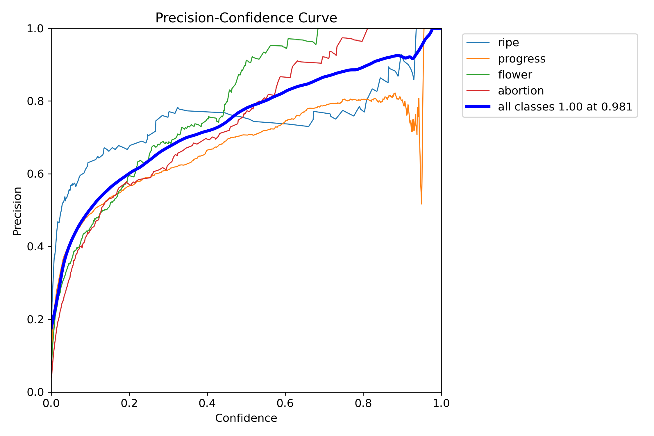 Precision-Confidence Curve
1.0
0.8
0.6
0.4
0.2
0.0
Precision
0.0 0.2 0.4 0.6 0.8 1.0
Confidence
ripe
progress
flower
abortion
all classes 1.00 at 0.981